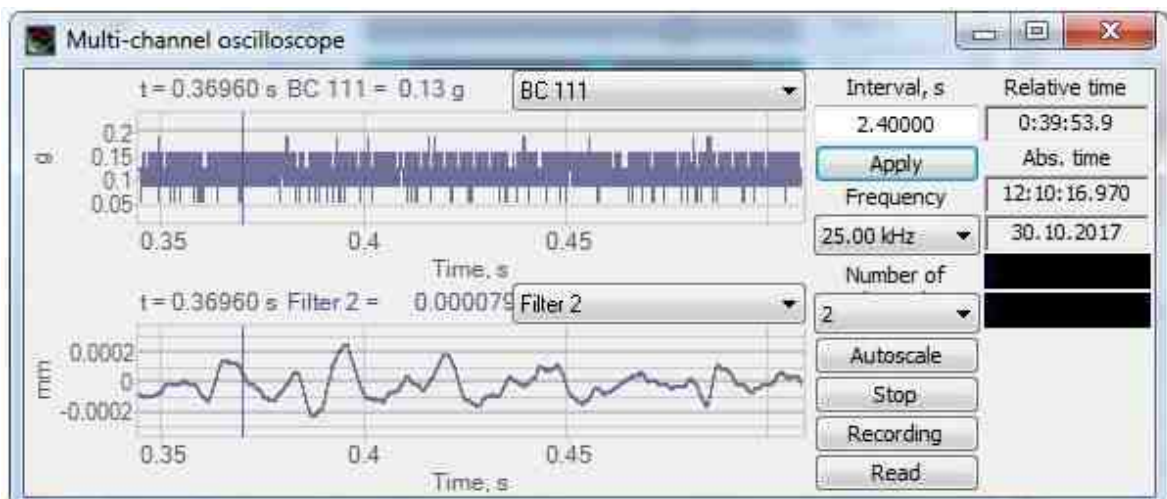 Multi-channel oscilloscope
t = 0.36960 s BC 111 = 0.13 g
BC 111
g
0.2
0.15
0.1
0.05
0.35 0.4 0.45
Time, s
t = 0.36960 s Filter 2 = 0.000079
Filter 2
mm
0.0002
0
-0.0002
0.35 0.4 0.45
Time, s
Interval, s
2.40000
Apply
Frequency
25.00 kHz
Number of
2
Autoscale
Stop
Recording
Read
Relative time
0:39:53.9
Abs. time
12:10:16.970
30.10.2017